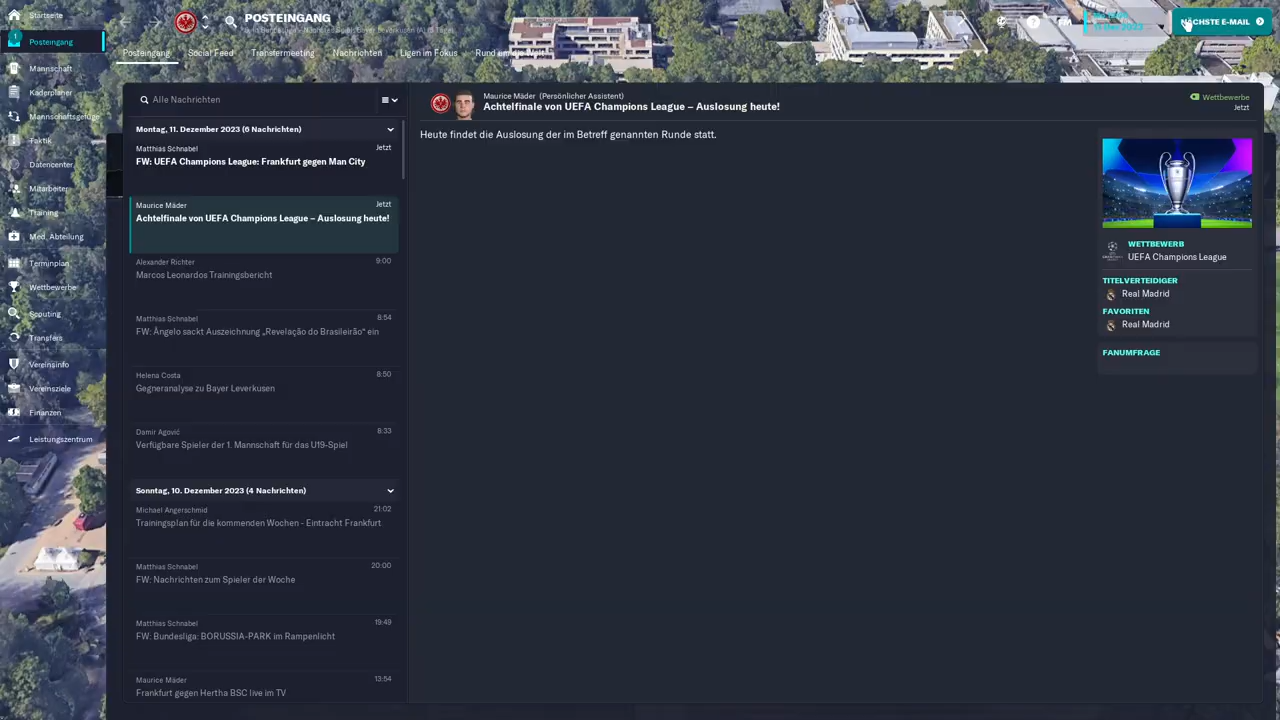 Startseite
1
Posteingang
Mannschaft
Kaderplaner
Mannschaftsgefüge
Taktik
Datencenter
Mitarbeiter
Training
Med. Abteilung
Terminplan
Wettbewerbe
Scouting
Transfers
Vereinsinfo
Vereinsziele
Finanzen
Leistungszentrum
POSTEINGANG
NÄCHSTE E-MAIL
Posteingang
Social Feed
Transfermeeting
Nachrichten
Ligen im Fokus
Rund um die Welt
Alle Nachrichten
Montag, 11. Dezember 2023 (6 Nachrichten)
Matthias Schnabel
Jetzt
FW: UEFA Champions League: Frankfurt gegen Man City
Maurice Mäder
Jetzt
Achtelfinale von UEFA Champions League – Auslosung heute!
Alexander Richter
9:00
Marcos Leonardos Trainingsbericht
Matthias Schnabel
8:54
FW: Ângelo sackt Auszeichnung „Revelação do Brasileirão“ ein
Helena Costa
8:50
Gegneranalyse zu Bayer Leverkusen
Damir Agović
8:33
Verfügbare Spieler der 1. Mannschaft für das U19-Spiel
Sonntag, 10. Dezember 2023 (4 Nachrichten)
Michael Angerschmid
21:02
Trainingsplan für die kommenden Wochen - Eintracht Frankfurt
Matthias Schnabel
20:00
FW: Nachrichten zum Spieler der Woche
Matthias Schnabel
19:49
FW: Bundesliga: BORUSSIA-PARK im Rampenlicht
Maurice Mäder
13:54
Frankfurt gegen Hertha BSC live im TV
Maurice Mäder (Persönlicher Assistent)
Achtelfinale von UEFA Champions League – Auslosung heute!
Wettbewerbe
Jetzt
Heute findet die Auslosung der im Betreff genannten Runde statt.
WETTBEWERB
UEFA Champions League
TITELVERTEIDIGER
Real Madrid
FAVORITEN
Real Madrid
FANUMFRAGE